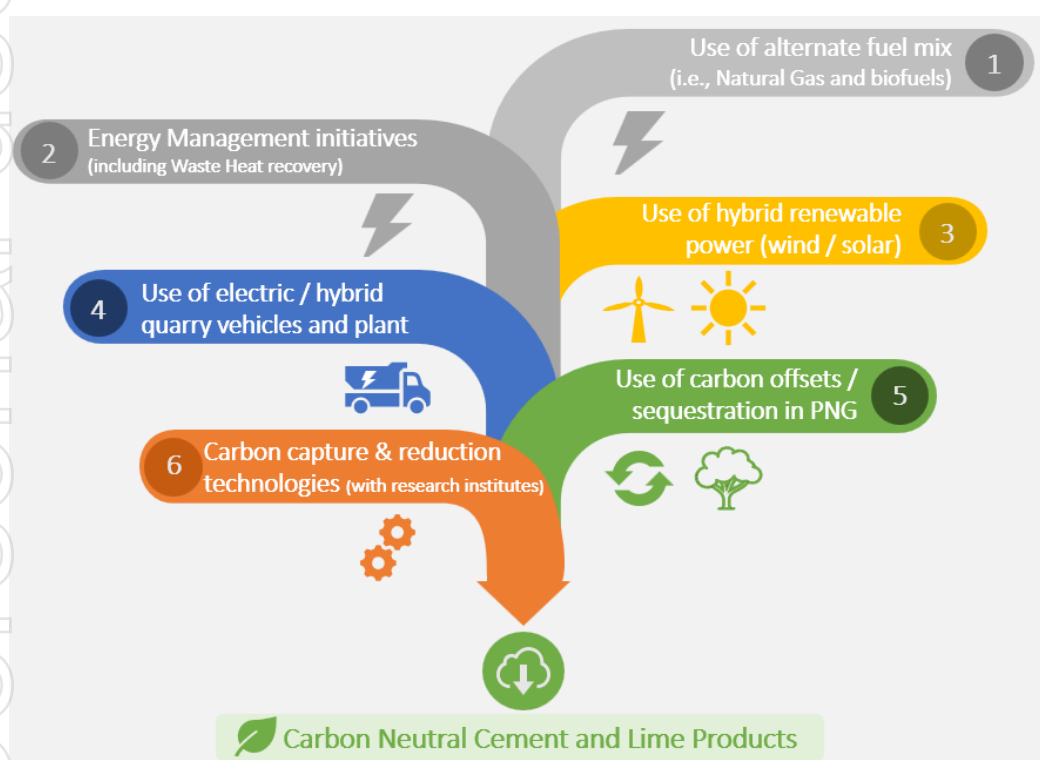 Use of alternate fuel mix
(i.e., Natural Gas and biofuels)
1
2
Energy Management initiatives
(including Waste Heat recovery)
Use of hybrid renewable
power (wind / solar)
3
4
Use of electric / hybrid
quarry vehicles and plant
Use of carbon offsets /
sequestration in PNG
5
6
Carbon capture & reduction
technologies (with research institutes)
Carbon Neutral Cement and Lime Products